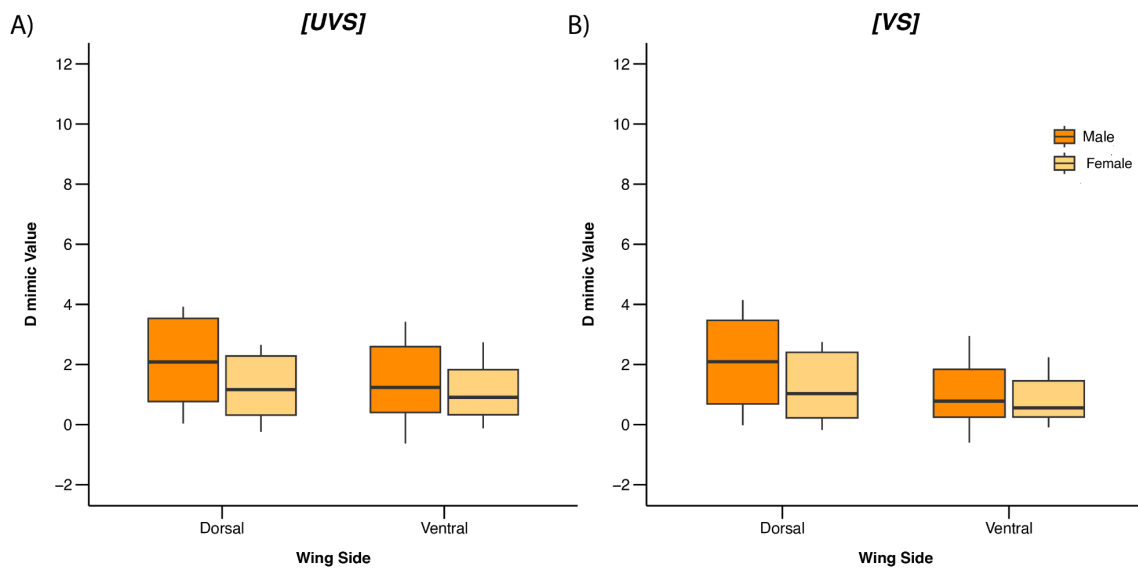 A)
[UVS]
12
10
8
6
4
2
0
−2
D mimic Value
Dorsal
Ventral
Wing Side
B)
[VS]
12
10
8
6
4
2
0
−2
D mimic Value
Male
Female
Dorsal
Ventral
Wing Side